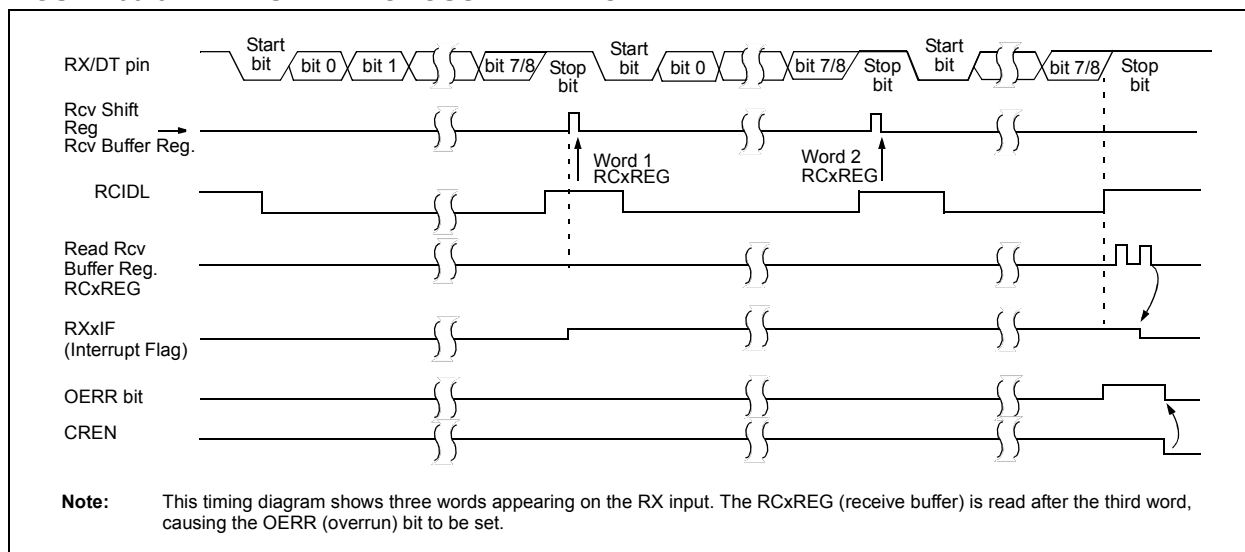 RX/DT pin
Start
bit
bit 0
bit 1
bit 7/8
Stop
bit
Start
bit
bit 0
bit 7/8
Stop
bit
Start
bit
bit 7/8
Stop
bit
Rcv Shift
Reg
Rcv Buffer Reg.
Word 1
RCxREG
Word 2
RCxREG
RCIDL
Read Rcv
Buffer Reg.
RCxREG
RXxIF
(Interrupt Flag)
OERR bit
CREN
Note: This timing diagram shows three words appearing on the RX input. The RCxREG (receive buffer) is read after the third word,
causing the OERR (overrun) bit to be set.